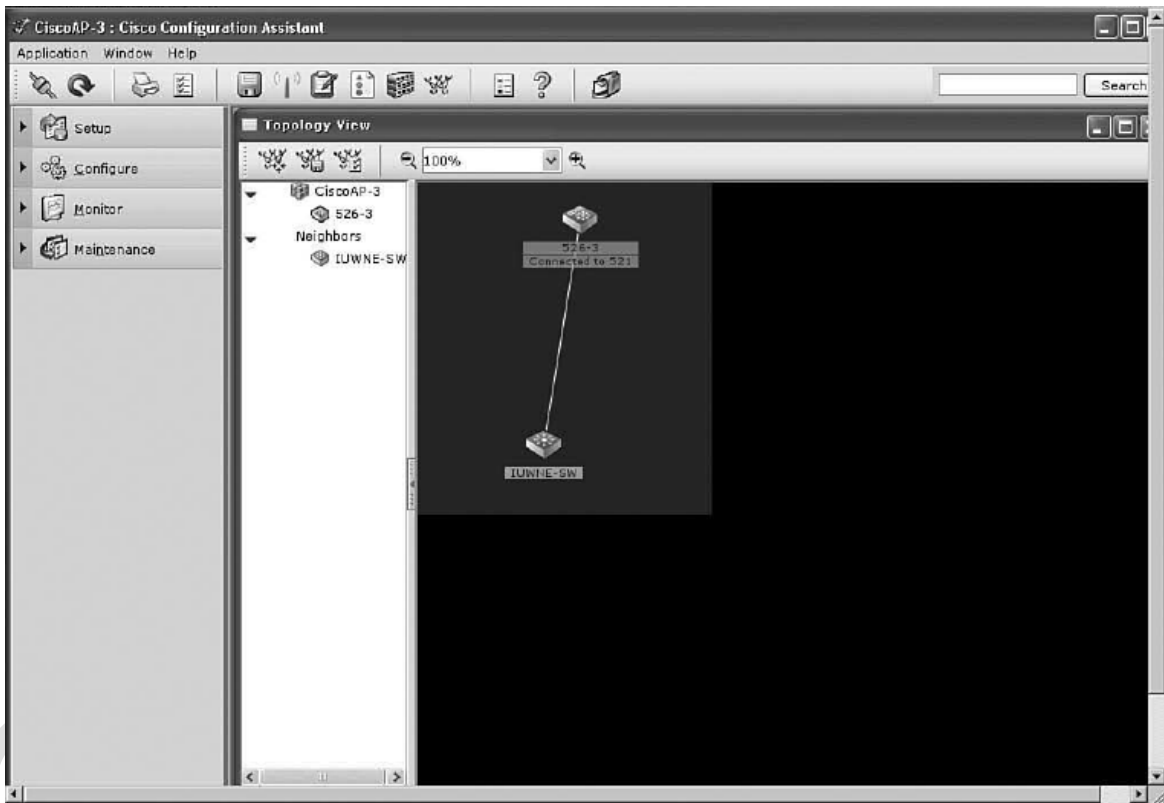 CiscoAP-3 : Cisco Configuration Assistant
Application Window Help
Search
Setup
Configure
Monitor
Maintenance
Topology View
100%
CiscoAP-3
526-3
Neighbors
IUWNE-SW
526-3
Connected to 521
IUWNE-SW